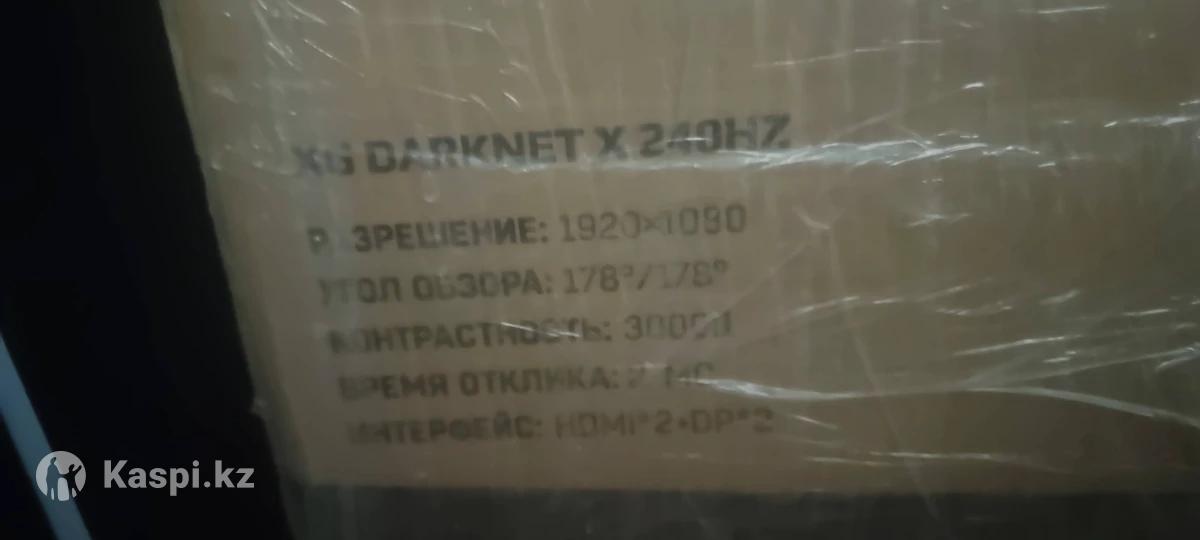 XG DARKNET X 240HZ
РАЗРЕШЕНИЕ: 1920×1080
УГОЛ ОБЗОРА: 178°/178°
КОНТРАСТНОСТЬ: 3000:1
ВРЕМЯ ОТКЛИКА: МС
ИНТЕРФЕЙС: HDMI*2+DP*2
Kaspi.kz